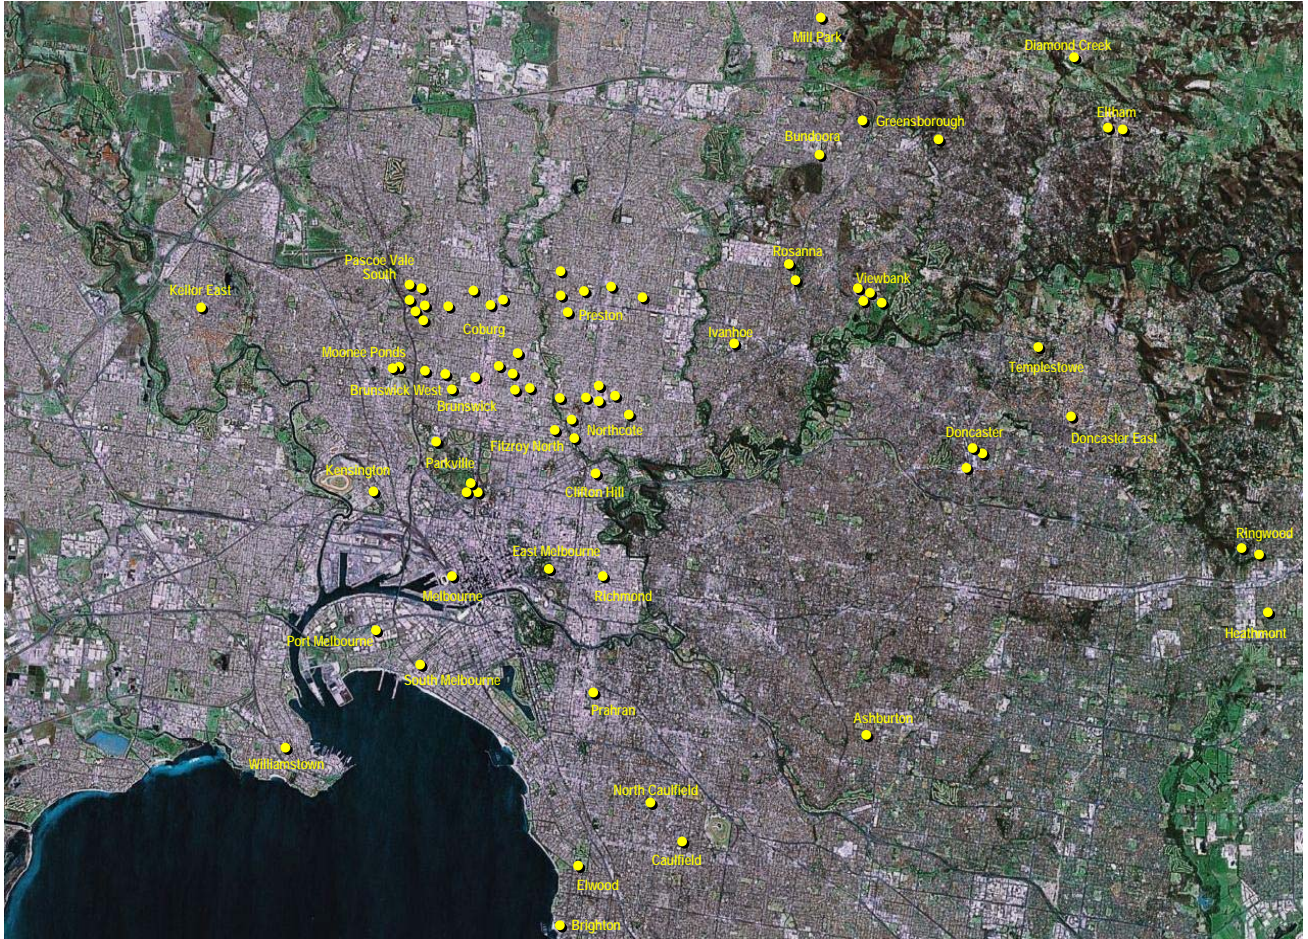 Mill Park
Diamond Creek
Eltham
Greensborough
Bundoora
Rosanna
Pascoe Vale
South
Viewbank
Keilor East
Preston
Coburg
Ivanhoe
Moonee Ponds
Templestowe
Brunswick West
Brunswick
Northcote
Doncaster
Doncaster East
Fitzroy North
Parkville
Kensington
Clifton Hill
Ringwood
East Melbourne
Melbourne
Richmond
Heathmont
Port Melbourne
South Melbourne
Prahran
Ashburton
Williamstown
North Caulfield
Caulfield
Elwood
Brighton